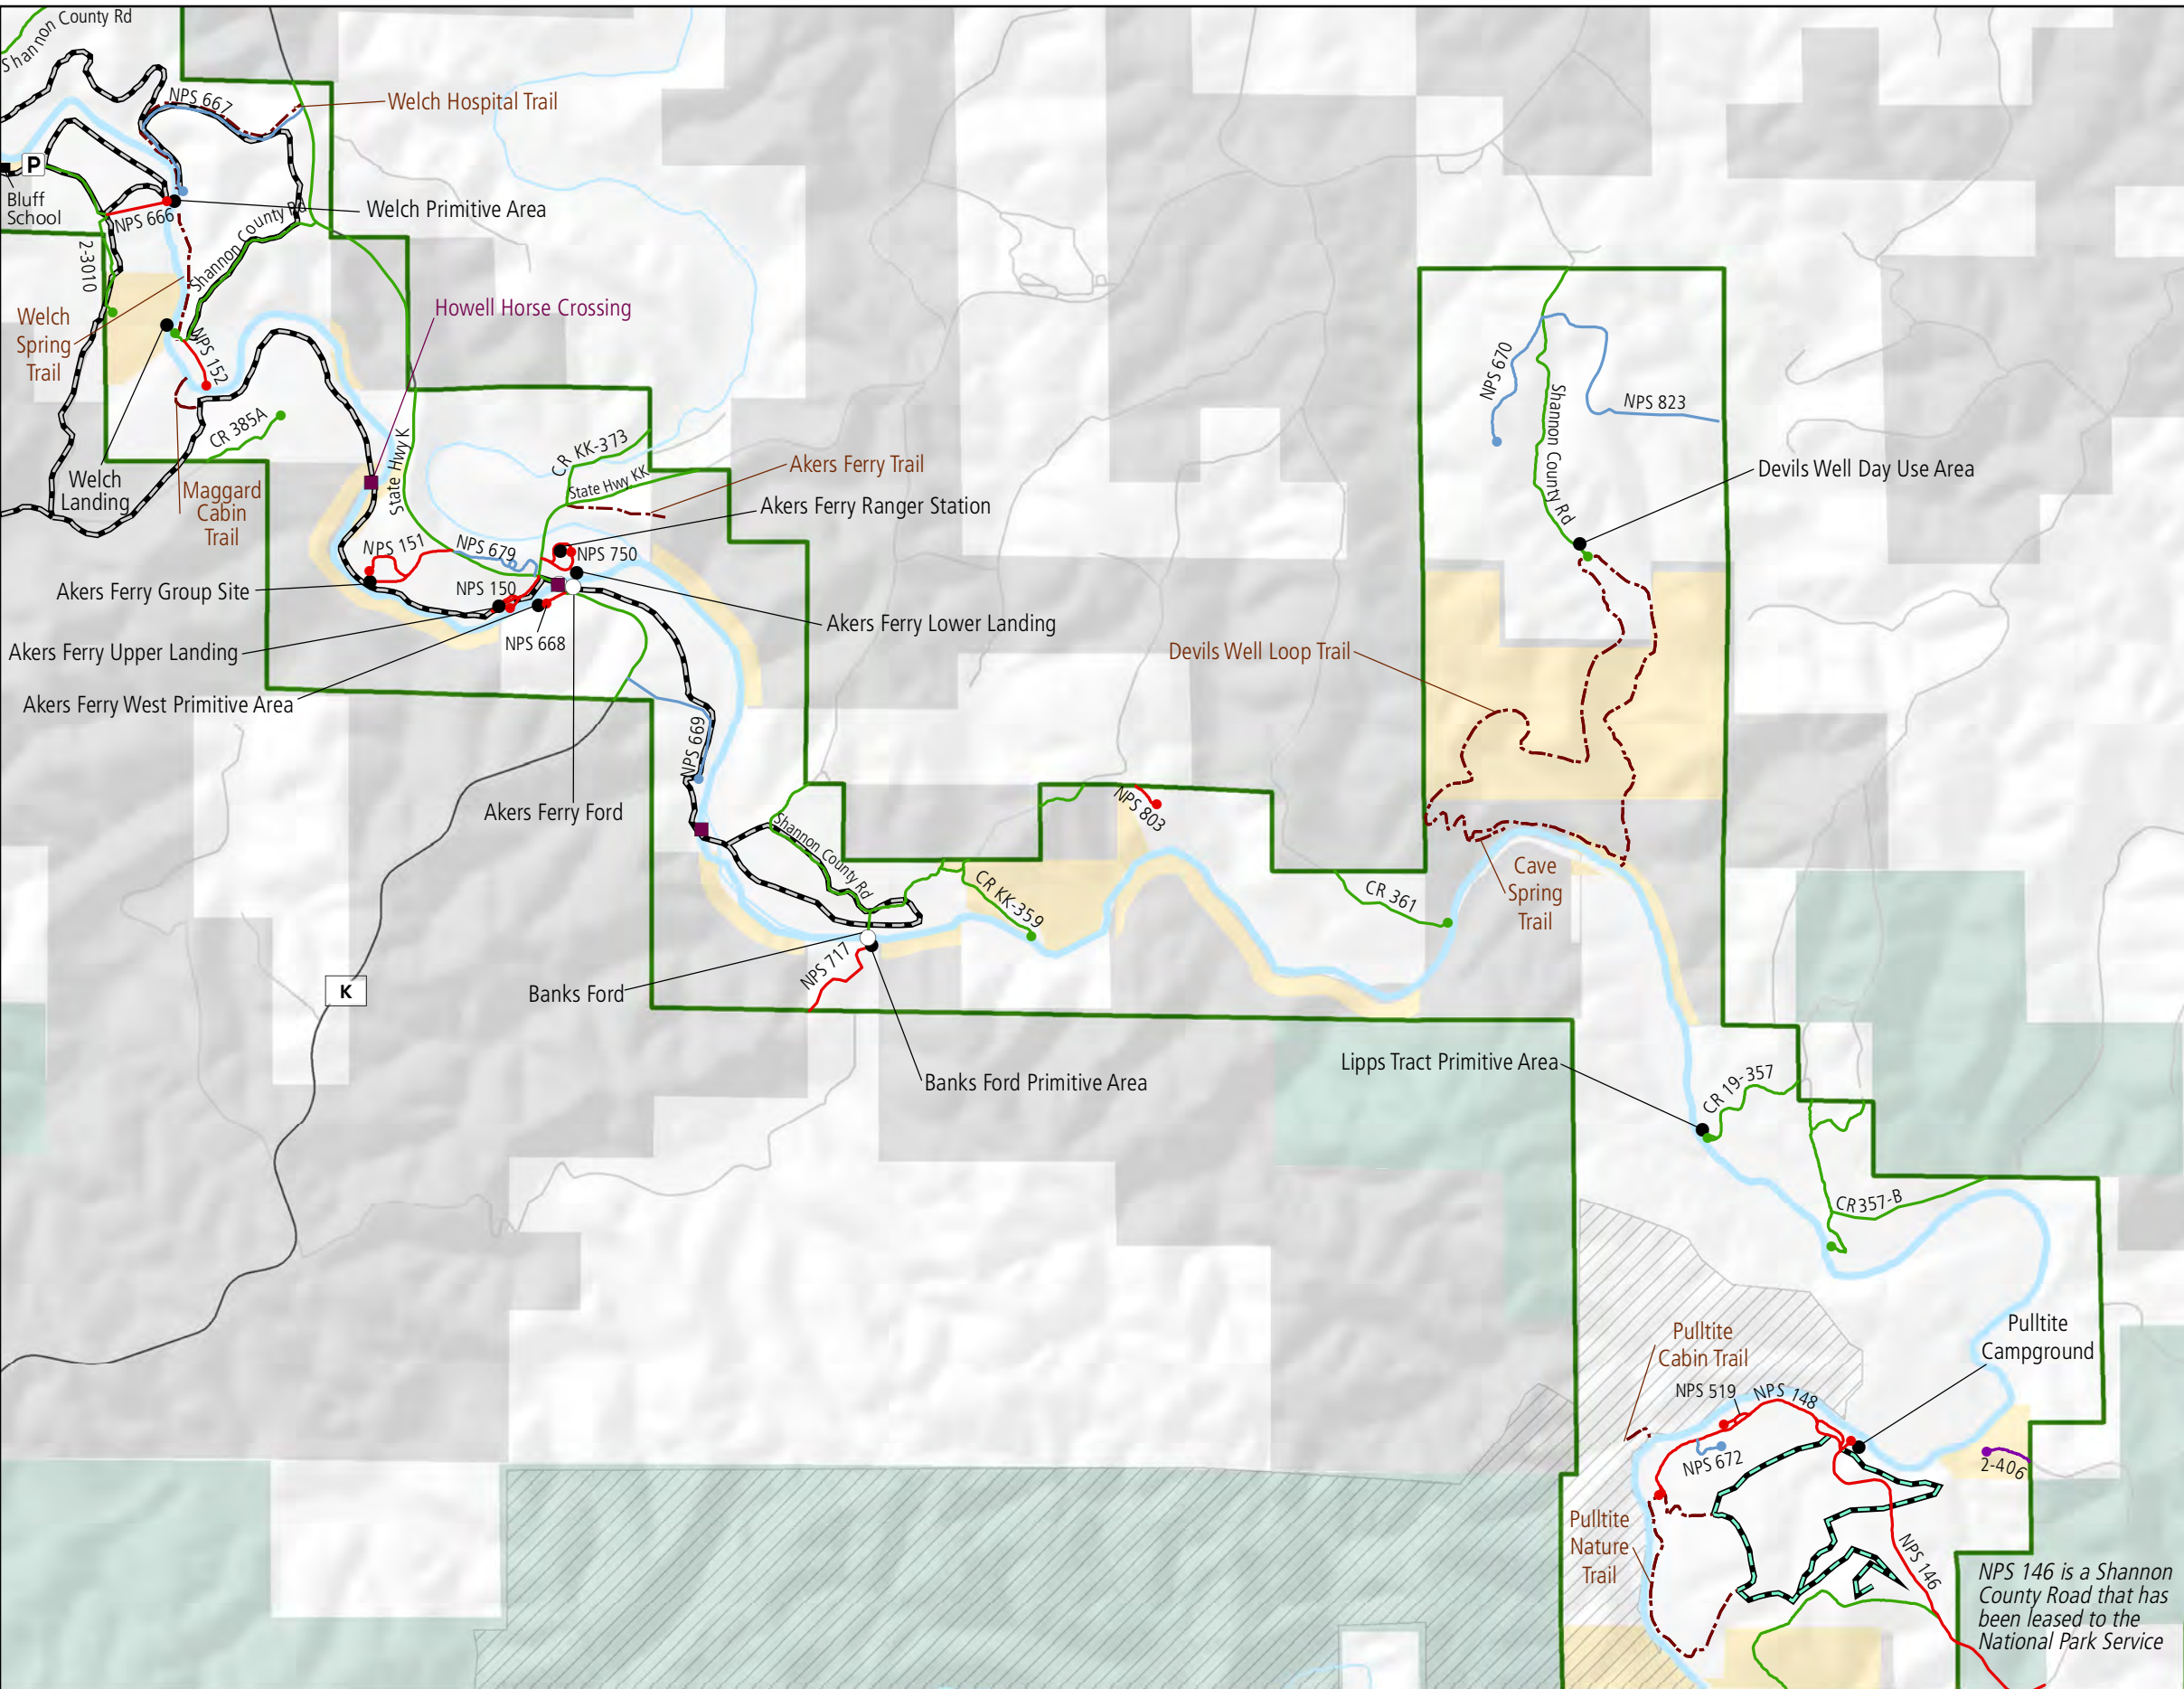 Shannon County Rd
NPS 667
Welch Hospital Trail
P
Bluff
School
NPS 666
Welch Primitive Area
Shannon County Rd
2-3010
Howell Horse Crossing
Welch
Spring
Trail
NPS 152
CR 385A
State Hwy K
CR KK-373
State Hwy KK
Akers Ferry Trail
Akers Ferry Ranger Station
Welch
Landing
Maggard
Cabin
Trail
NPS 151
NPS 679
NPS 750
Akers Ferry Group Site
NPS 150
Akers Ferry Lower Landing
NPS 668
Akers Ferry Upper Landing
Akers Ferry West Primitive Area
NPS 669
Akers Ferry Ford
NPS 670
Shannon County Rd
NPS 823
Devils Well Day Use Area
Devils Well Loop Trail
NPS 803
Shannon County Rd
CR KK-359
CR 361
Cave
Spring
Trail
NPS 717
K
Banks Ford
Banks Ford Primitive Area
Lipps Tract Primitive Area
CR 19-357
CR357-B
Pulltite
Campground
Pulltite
Cabin Trail
NPS 519
NPS 148
NPS 672
2-406
Pulltite
Nature
Trail
NPS 146
NPS 146 is a Shannon
County Road that has
been leased to the
National Park Service